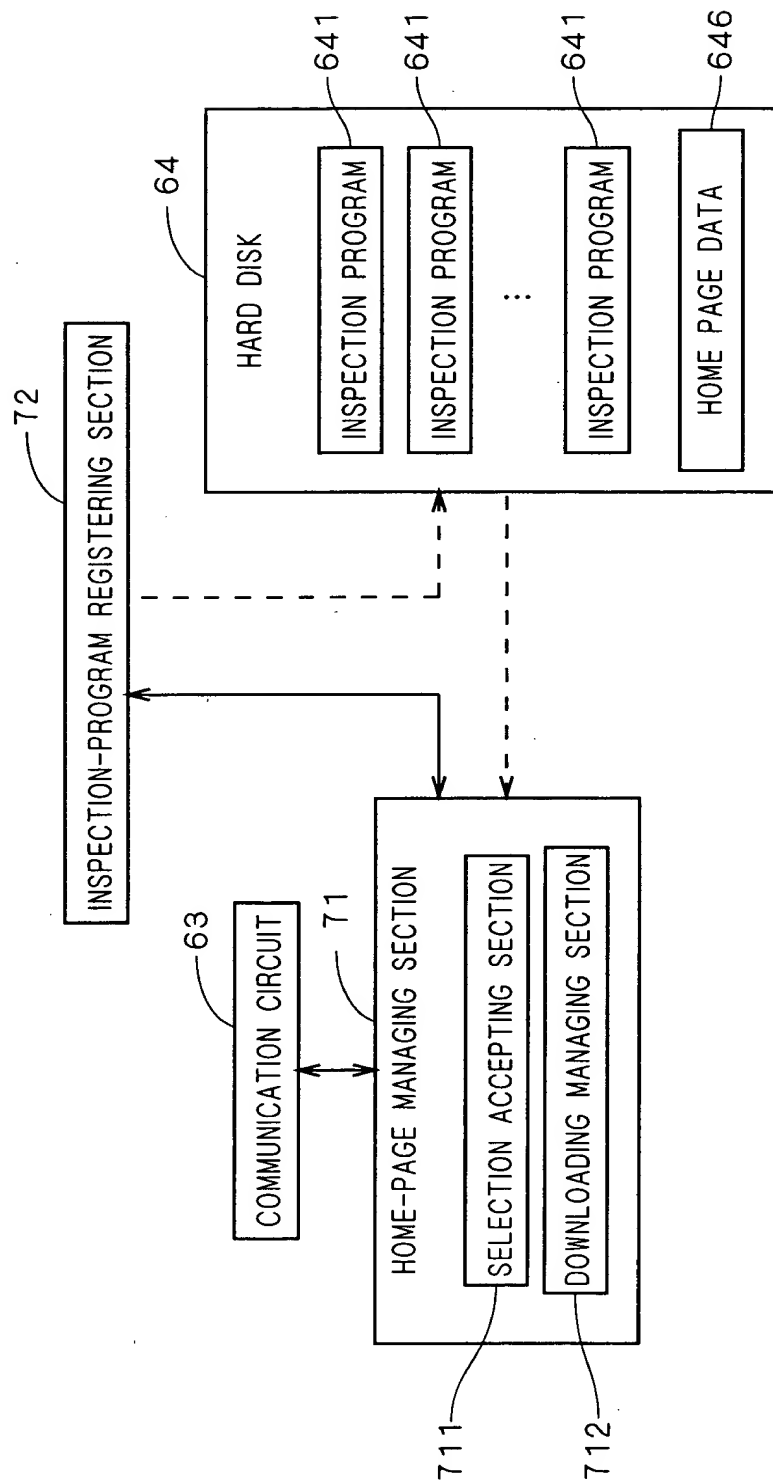 72
INSPECTION-PROGRAM REGISTERING SECTION
63
COMMUNICATION CIRCUIT
71
HOME-PAGE MANAGING SECTION
SELECTION ACCEPTING SECTION
711
DOWNLOADING MANAGING SECTION
712
64
HARD DISK
INSPECTION PROGRAM
641
INSPECTION PROGRAM
641
...
INSPECTION PROGRAM
641
HOME PAGE DATA
646